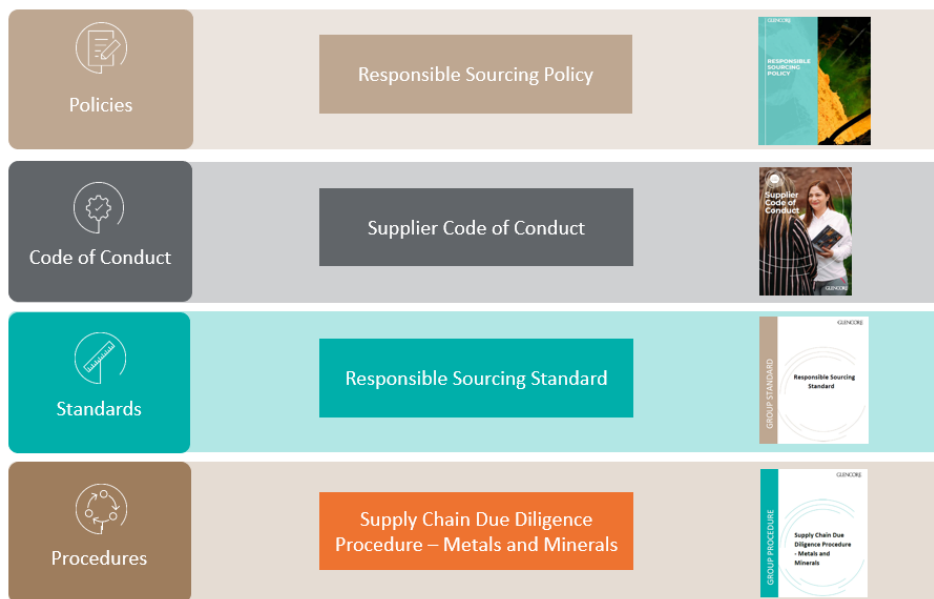 Policies
Responsible Sourcing Policy
GLENCORE
RESPONSIBLE
SOURCING
POLICY
Code of Conduct
Supplier Code of Conduct
Supplier
Code of
Conduct
GLENCORE
Standards
Responsible Sourcing Standard
GLENCORE
GROUP STANDARD
Responsible Sourcing
Standard
Procedures
Supply Chain Due Diligence
Procedure – Metals and Minerals
GLENCORE
GROUP PROCEDURE
Supply Chain Due
Diligence Procedure
- Metals and
Minerals